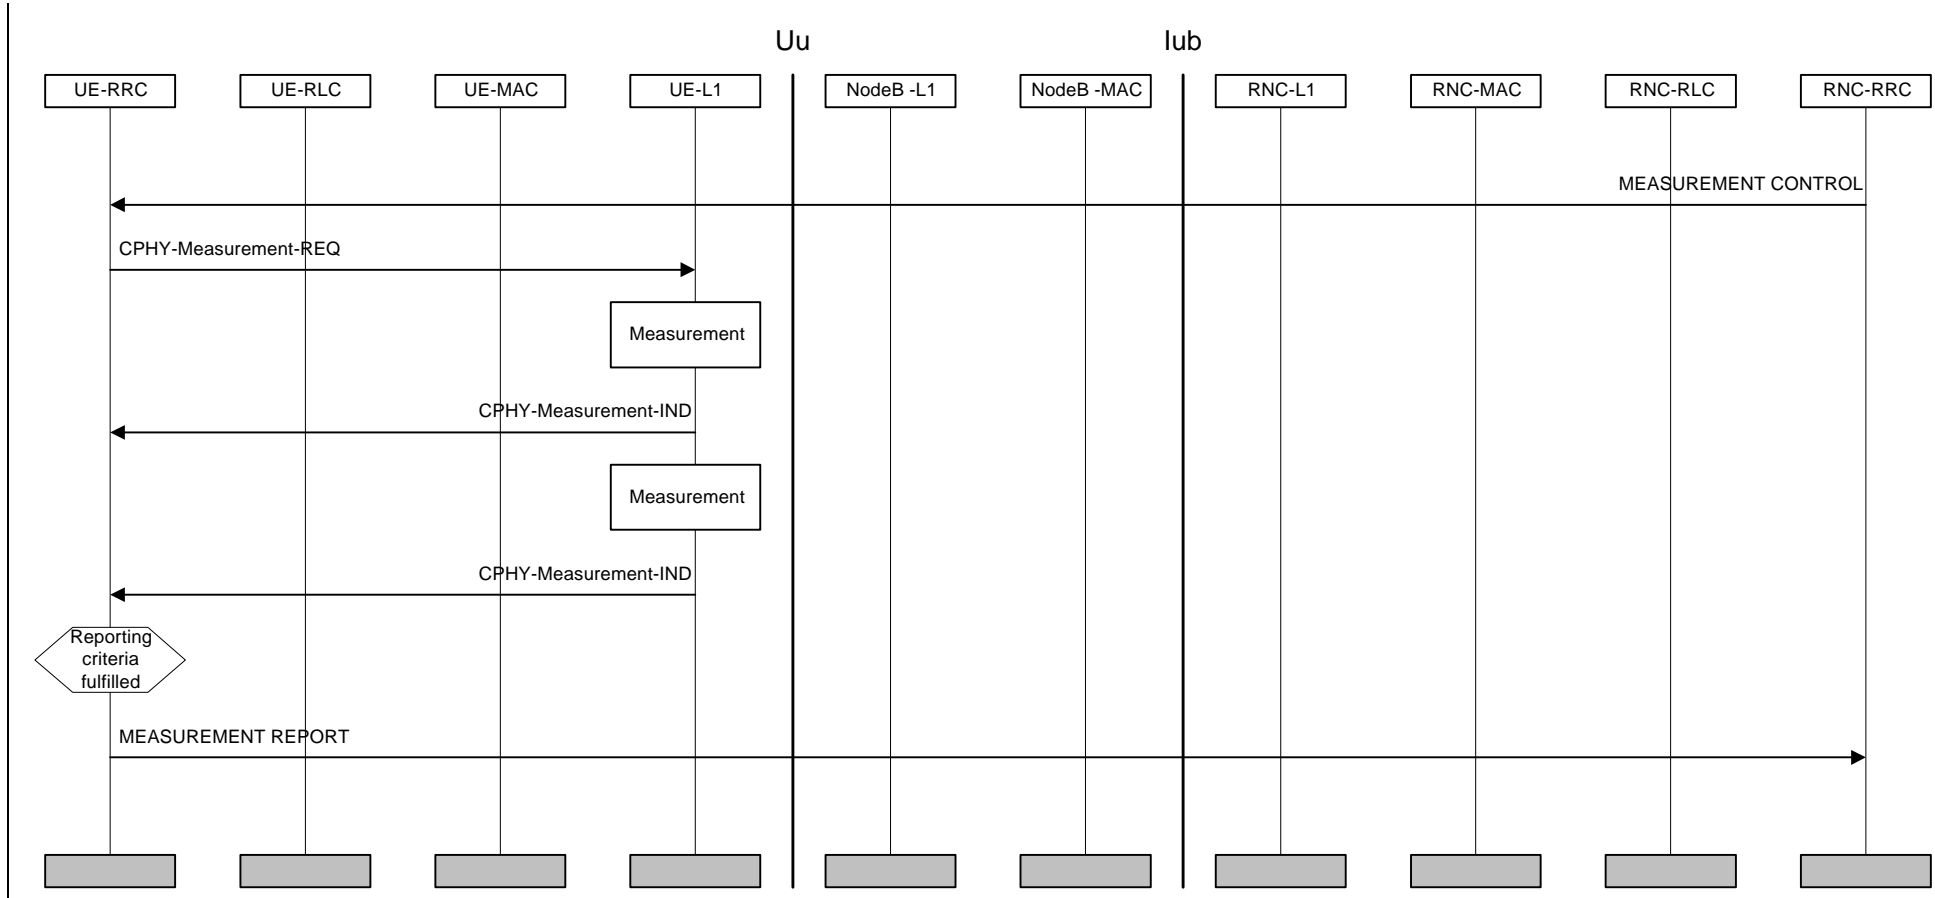 Uu
Iub
UE-RRC
UE-RLC
UE-MAC
UE-L1
NodeB -L1
NodeB -MAC
RNC-L1
RNC-MAC
RNC-RLC
RNC-RRC
MEASUREMENT CONTROL
CPHY-Measurement-REQ
Measurement
CPHY-Measurement-IND
Measurement
CPHY-Measurement-IND
Reporting
criteria
fulfilled
MEASUREMENT REPORT